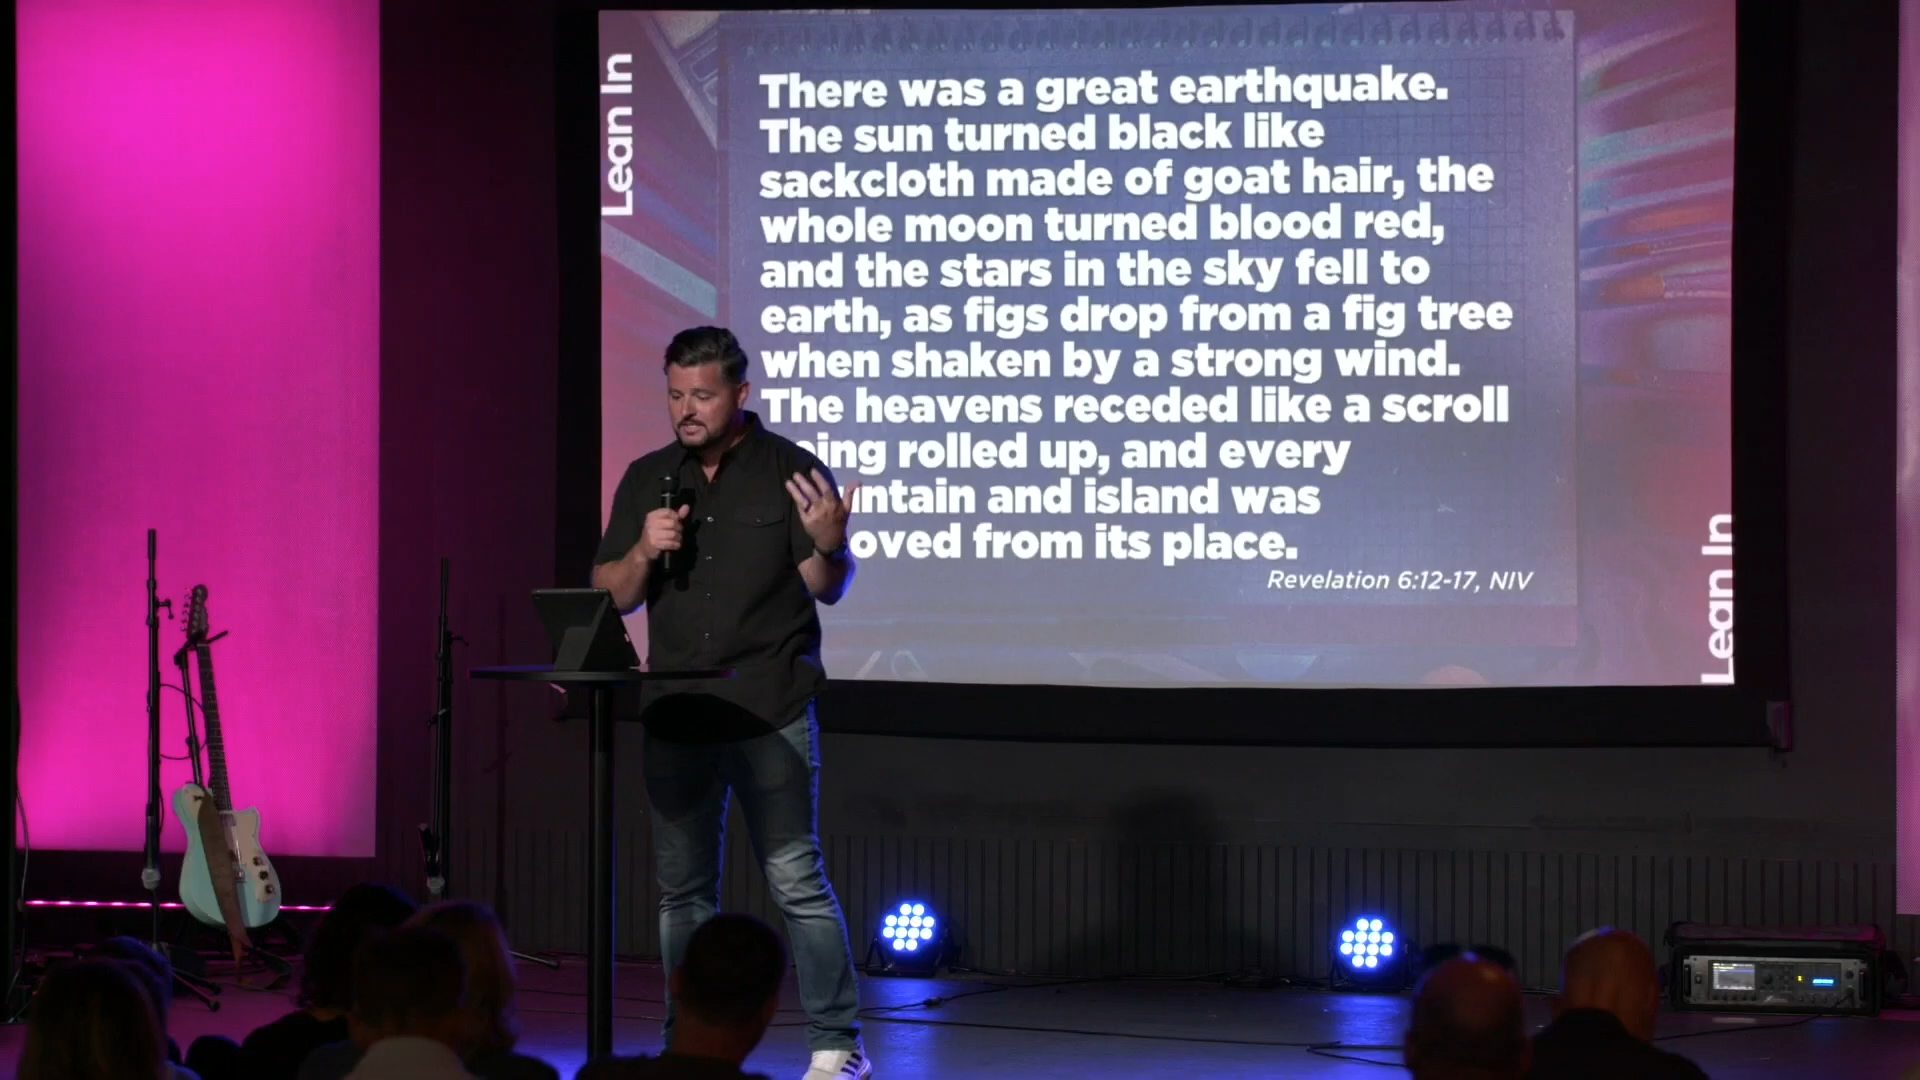 Lean In
There was a great earthquake.
The sun turned black like
sackcloth made of goat hair, the
whole moon turned blood red,
and the stars in the sky fell to
earth, as figs drop from a fig tree
when shaken by a strong wind.
The heavens receded like a scroll
rolled up, and every
and island was
from its place.
Revelation 6:12-17, NIV
Lean In